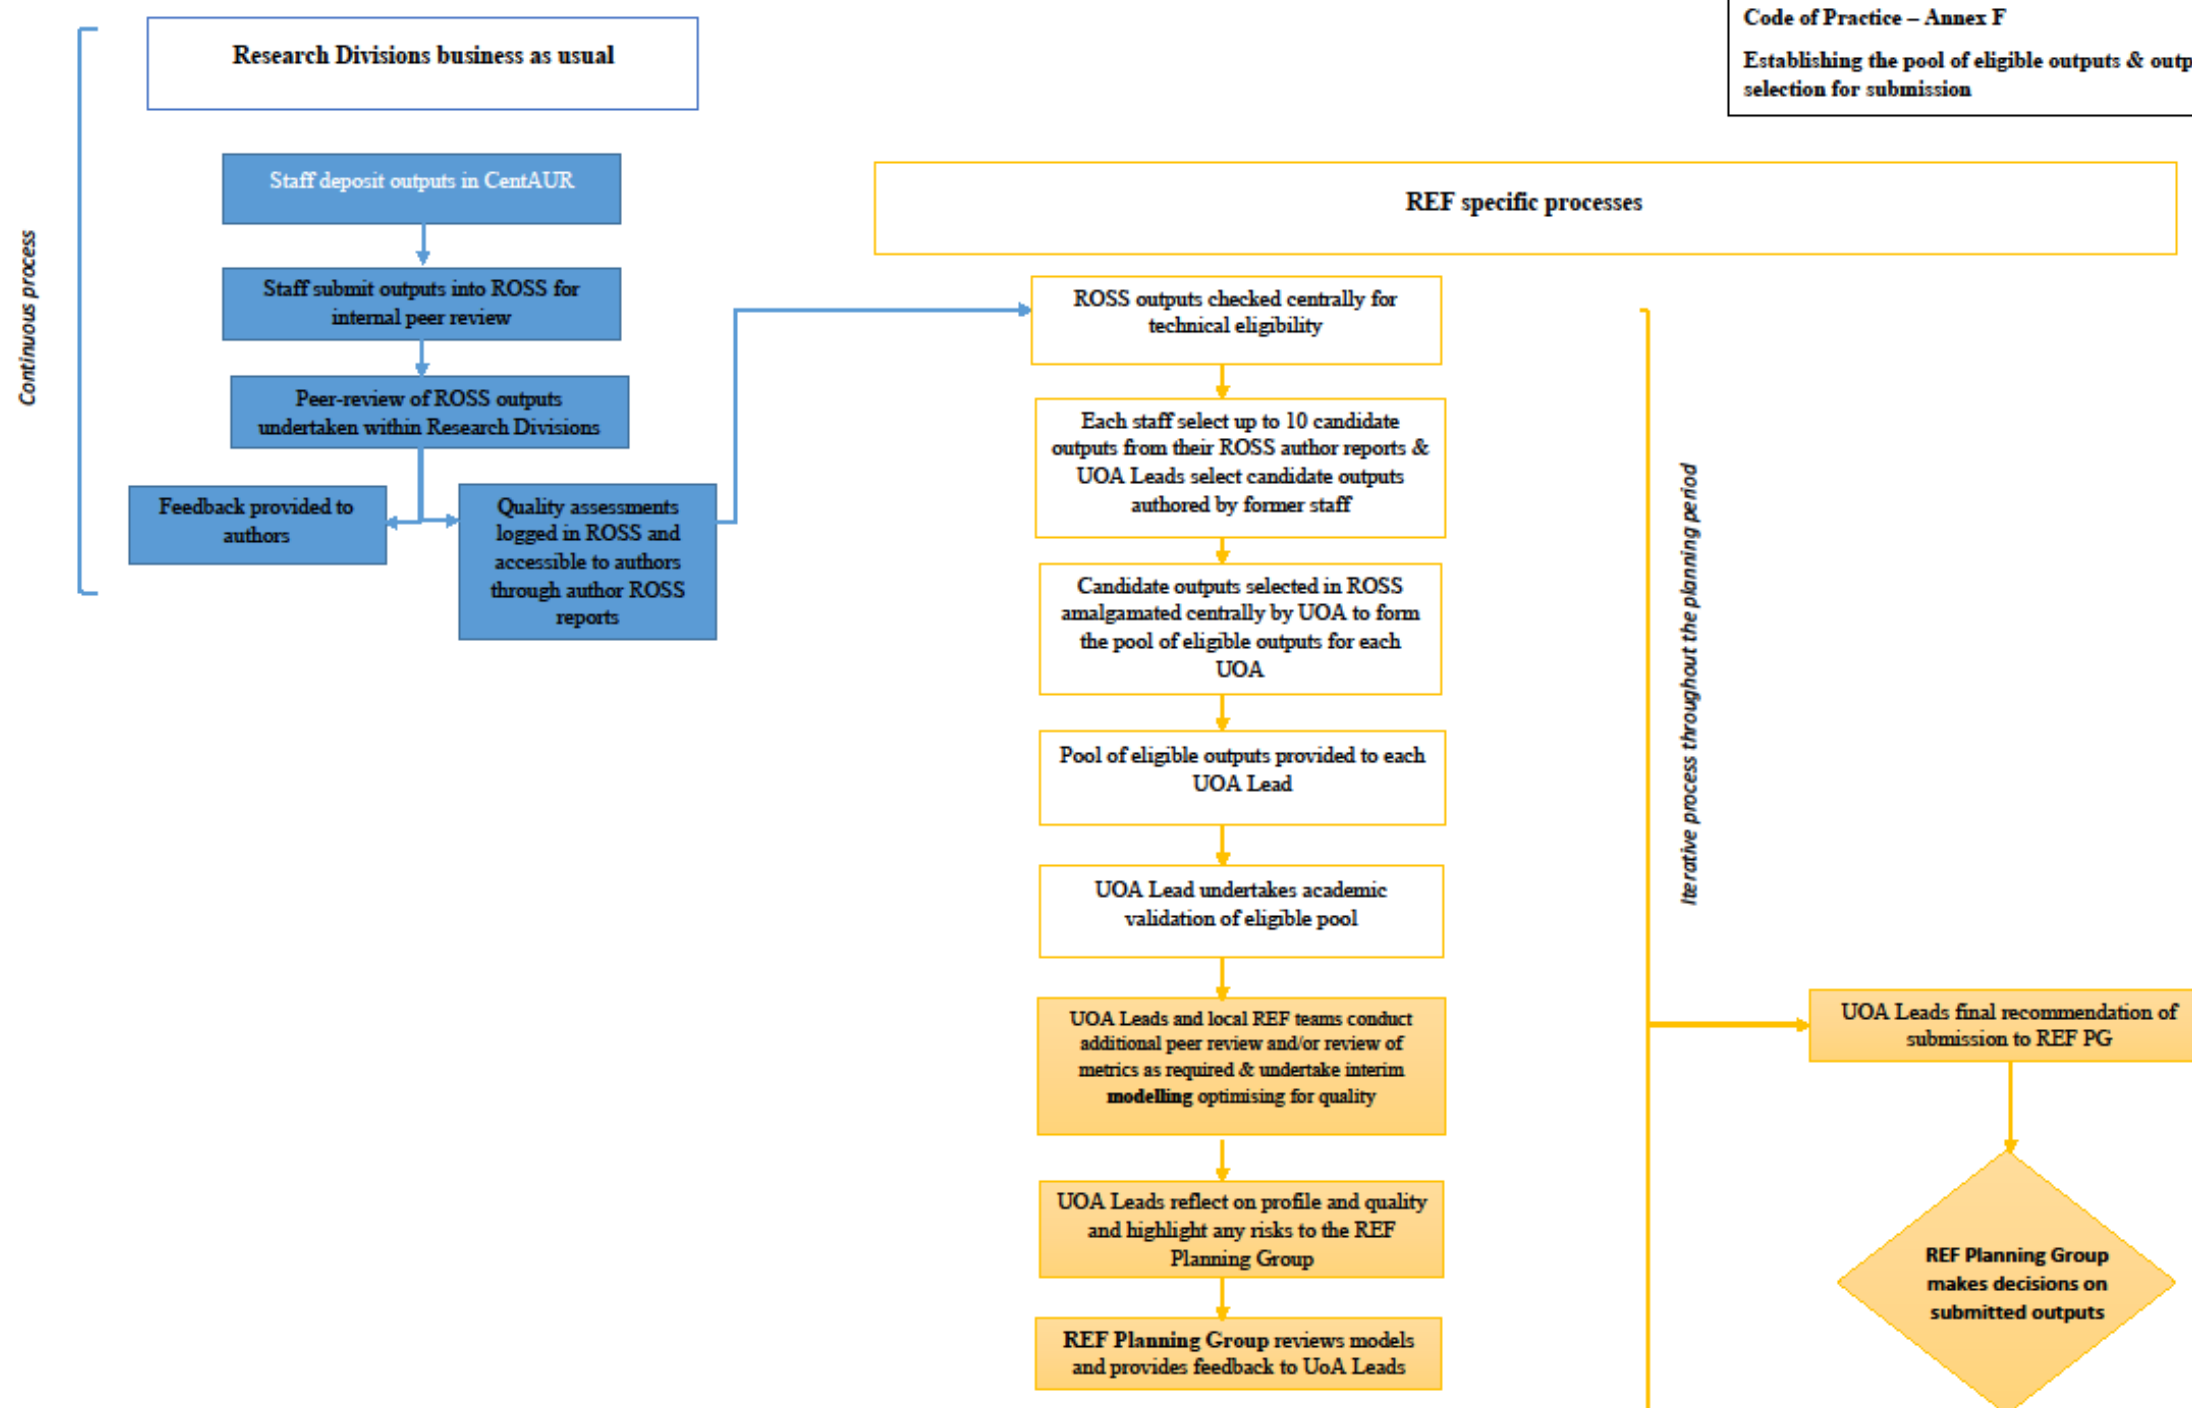 Code of Practice – Annex F
Establishing the pool of eligible outputs & outp
selection for submission
Research Divisions business as usual
Continuous process
Staff deposit outputs in CentAUR
Staff submit outputs into ROSS for
internal peer review
Peer-review of ROSS outputs
undertaken within Research Divisions
Feedback provided to
authors
Quality assessments
logged in ROSS and
accessible to authors
through author ROSS
reports
REF specific processes
ROSS outputs checked centrally for
technical eligibility
Each staff select up to 10 candidate
outputs from their ROSS author reports &
UOA Leads select candidate outputs
authored by former staff
Candidate outputs selected in ROSS
amalgamated centrally by UOA to form
the pool of eligible outputs for each
UOA
Pool of eligible outputs provided to each
UOA Lead
UOA Lead undertakes academic
validation of eligible pool
UOA Leads and local REF teams conduct
additional peer review and/or review of
metrics as required & undertake interim
modelling optimising for quality
UOA Leads reflect on profile and quality
and highlight any risks to the REF
Planning Group
REF Planning Group reviews models
and provides feedback to UoA Leads
Iterative process throughout the planning period
UOA Leads final recommendation of
submission to REF PG
REF Planning Group
makes decisions on
submitted outputs